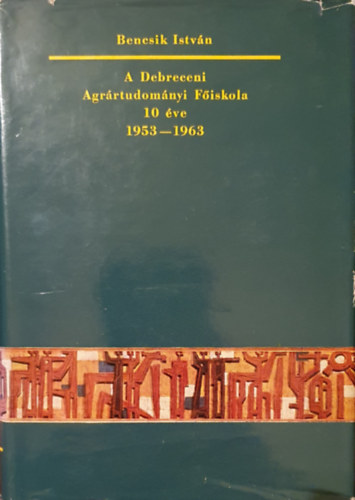 Bencsik István
A Debreceni
Agrártudományi Főiskola
10 éve
1953—1963